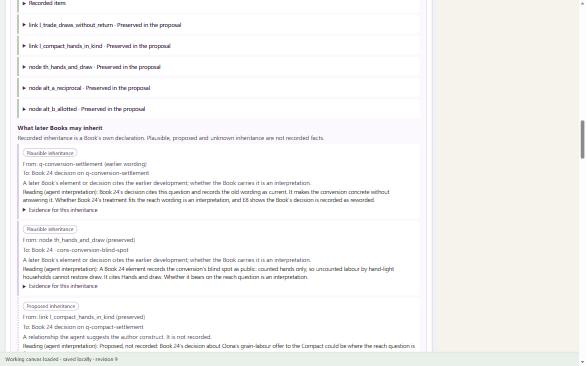 ▶ Recorded item
▶ link l_trade_draws_without_return · Preserved in the proposal
▶ link l_compact_hands_in_kind · Preserved in the proposal
▶ node th_hands_and_draw · Preserved in the proposal
▶ node alt_a_reciprocal · Preserved in the proposal
▶ node alt_b_allotted · Preserved in the proposal
What later Books may inherit
Recorded inheritance is a Book's own declaration. Plausible, proposed and unknown inheritance are not recorded facts.
Plausible inheritance
From: q-conversion-settlement (earlier wording)
To: Book 24 decision on q-conversion-settlement
A later Book's element or decision cites the earlier development; whether the Book carries it is an interpretation.
Reading (agent interpretation): Book 24's decision cites this question and records the old wording as current. It makes the conversion concrete without
answering it. Whether Book 24's treatment fits the reach wording is an interpretation, and E6 shows the Book's decision is recorded as reworded.
▶ Evidence for this inheritance
Plausible inheritance
From: node th_hands_and_draw (preserved)
To: Book 24 · cons-conversion-blind-spot
A later Book's element or decision cites the earlier development; whether the Book carries it is an interpretation.
Reading (agent interpretation): A Book 24 element records the conversion's blind spot as public: counted hands only, so uncounted labour by hand-light
households cannot restore draw. It cites Hands and draw. Whether it bears on the reach question is an interpretation.
▶ Evidence for this inheritance
Proposed inheritance
From: link l_compact_hands_in_kind (preserved)
To: Book 24 decision on q-compact-settlement
A relationship the agent suggests the author construct. It is not recorded.
Reading (agent interpretation): Proposed, not recorded: Book 24's decision about Oona's grain-labour offer to the Compact could be where the reach question is
Working canvas loaded · saved locally · revision 9